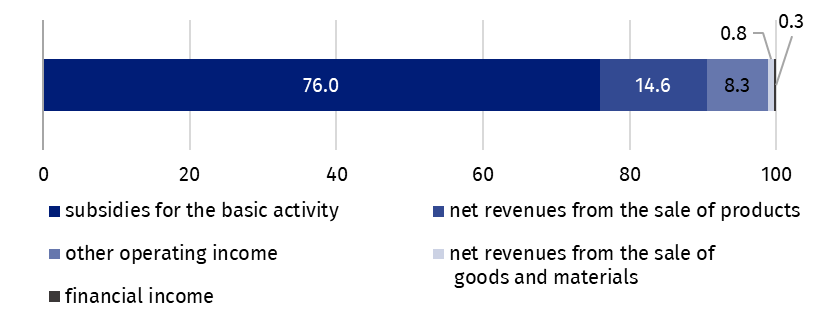 0.3
0.8
76.0 14.6 8.3
0 20 40 60 80 100
subsidies for the basic activity
net revenues from the sale of products
other operating income
net revenues from the sale of
goods and materials
financial income